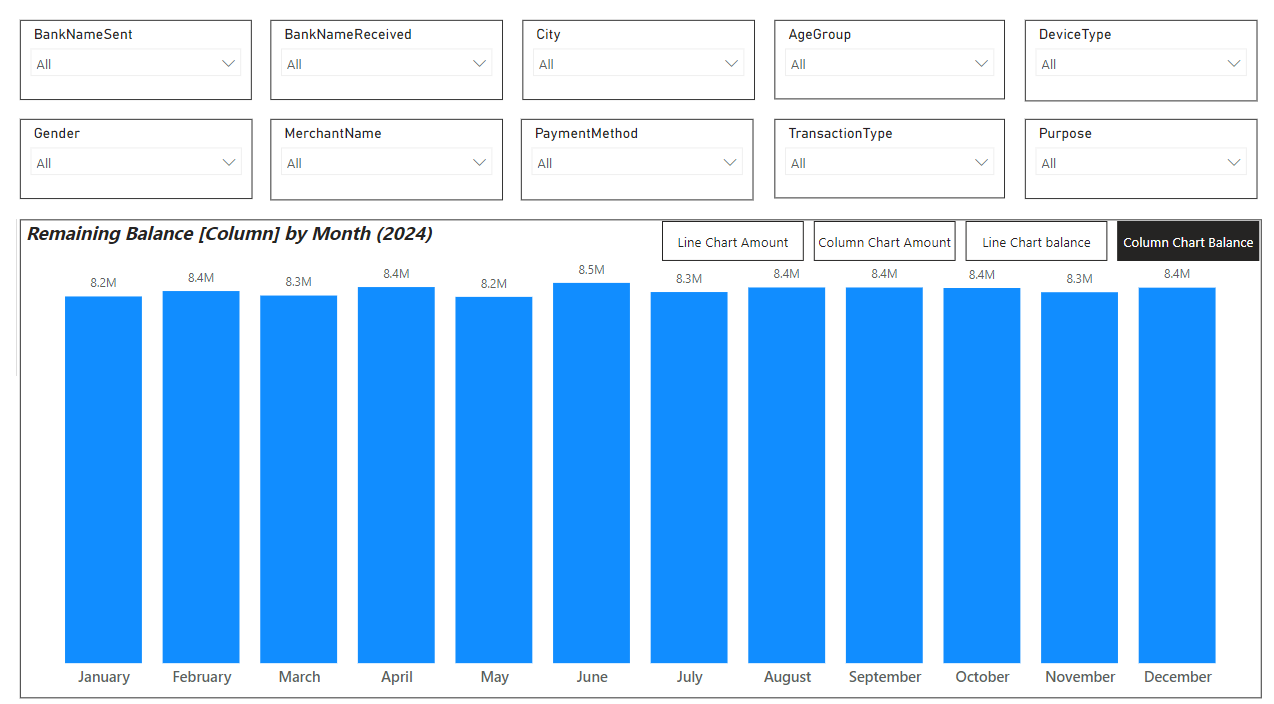 BankNameSent
BankNameReceived
City
AgeGroup
DeviceType
All
All
All
All
All
Gender
MerchantName
PaymentMethod
TransactionType
Purpose
All
All
All
All
All
Remaining Balance [Column] by Month (2024)
Line Chart Amount
Column Chart Amount
Line Chart balance
Column Chart Balance
8.2M
8.4M
8.3M
8.4M
8.2M
8.5M
8.3M
8.4M
8.4M
8.4M
8.3M
8.4M
January
February
March
April
May
June
July
August
September
October
November
December